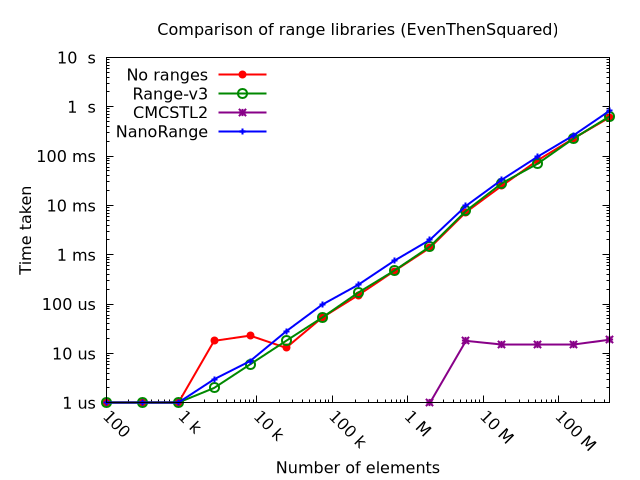 Comparison of range libraries (EvenThenSquared)
10  s
1  s
100 ms
10 ms
1 ms
100 us
10 us
1 us
Time taken
No ranges
Range-v3
CMCSTL2
NanoRange
100
1 k
10 k
100 k
1 M
10 M
100 M
Number of elements